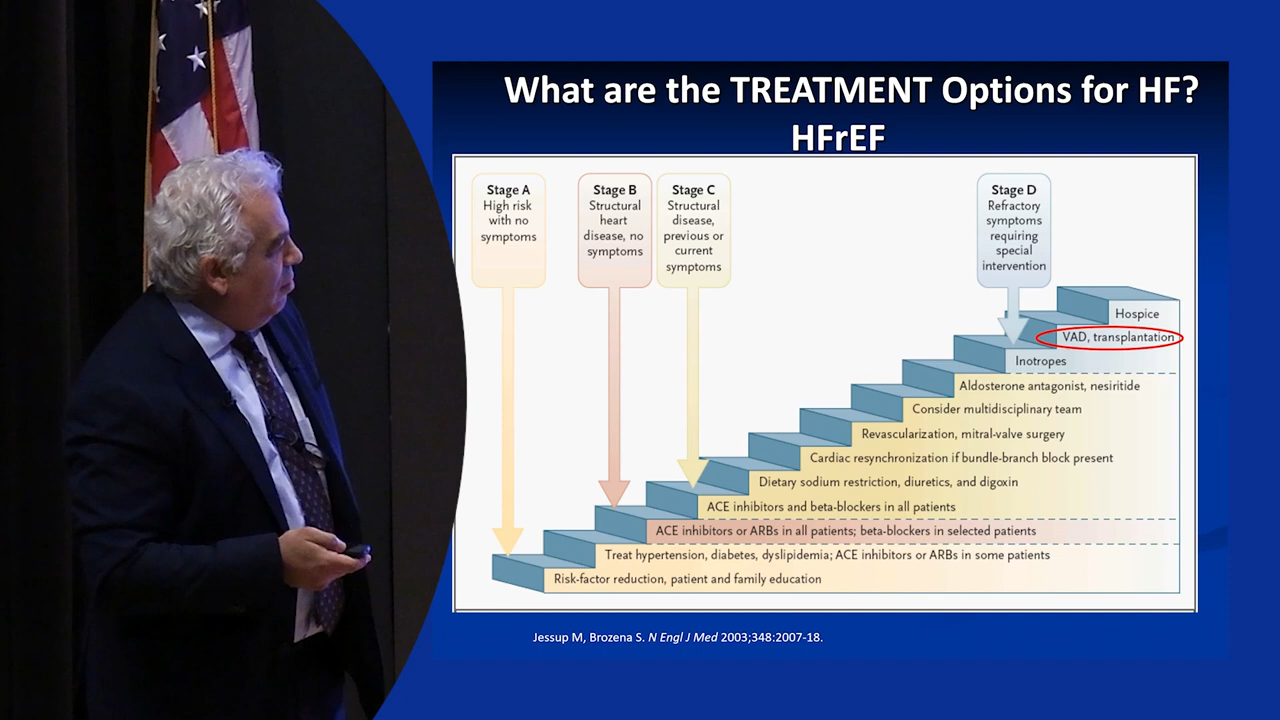 What are the TREATMENT Options for HF?
HFrEF
Stage A
High risk
with no
symptoms
Stage B
Structural
heart
disease, no
symptoms
Stage C
Structural
disease,
previous or
current
symptoms
Stage D
Refractory
symptoms
requiring
special
intervention
Hospice
VAD, transplantation
Inotropes
Aldosterone antagonist, nesiritide
Consider multidisciplinary team
Revascularization, mitral-valve surgery
Cardiac resynchronization if bundle-branch block present
Dietary sodium restriction, diuretics, and digoxin
ACE inhibitors and beta-blockers in all patients
ACE inhibitors or ARBs in all patients; beta-blockers in selected patients
Treat hypertension, diabetes, dyslipidemia; ACE inhibitors or ARBs in some patients
Risk-factor reduction, patient and family education
Jessup M, Brozena S. N Engl J Med 2003;348:2007-18.